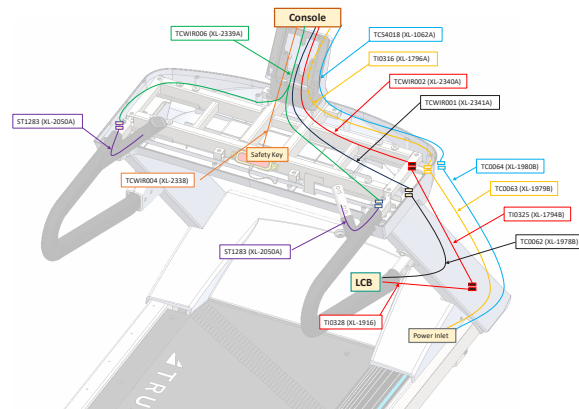 Console
TCWIR006 (XL-2339A)
TCS4018 (XL-1062A)
TI0316 (XL-1796A)
TCWIR002 (XL-2340A)
TCWIR001 (XL-2341A)
ST1283 (XL-2050A)
Safety Key
TC0064 (XL-1980B)
TCWIR004 (XL-2338)
TC0063 (XL-1979B)
TI0325 (XL-1794B)
TC0062 (XL-1978B)
ST1283 (XL-2050A)
LCB
TI0328 (XL-1916)
Power Inlet
TRU